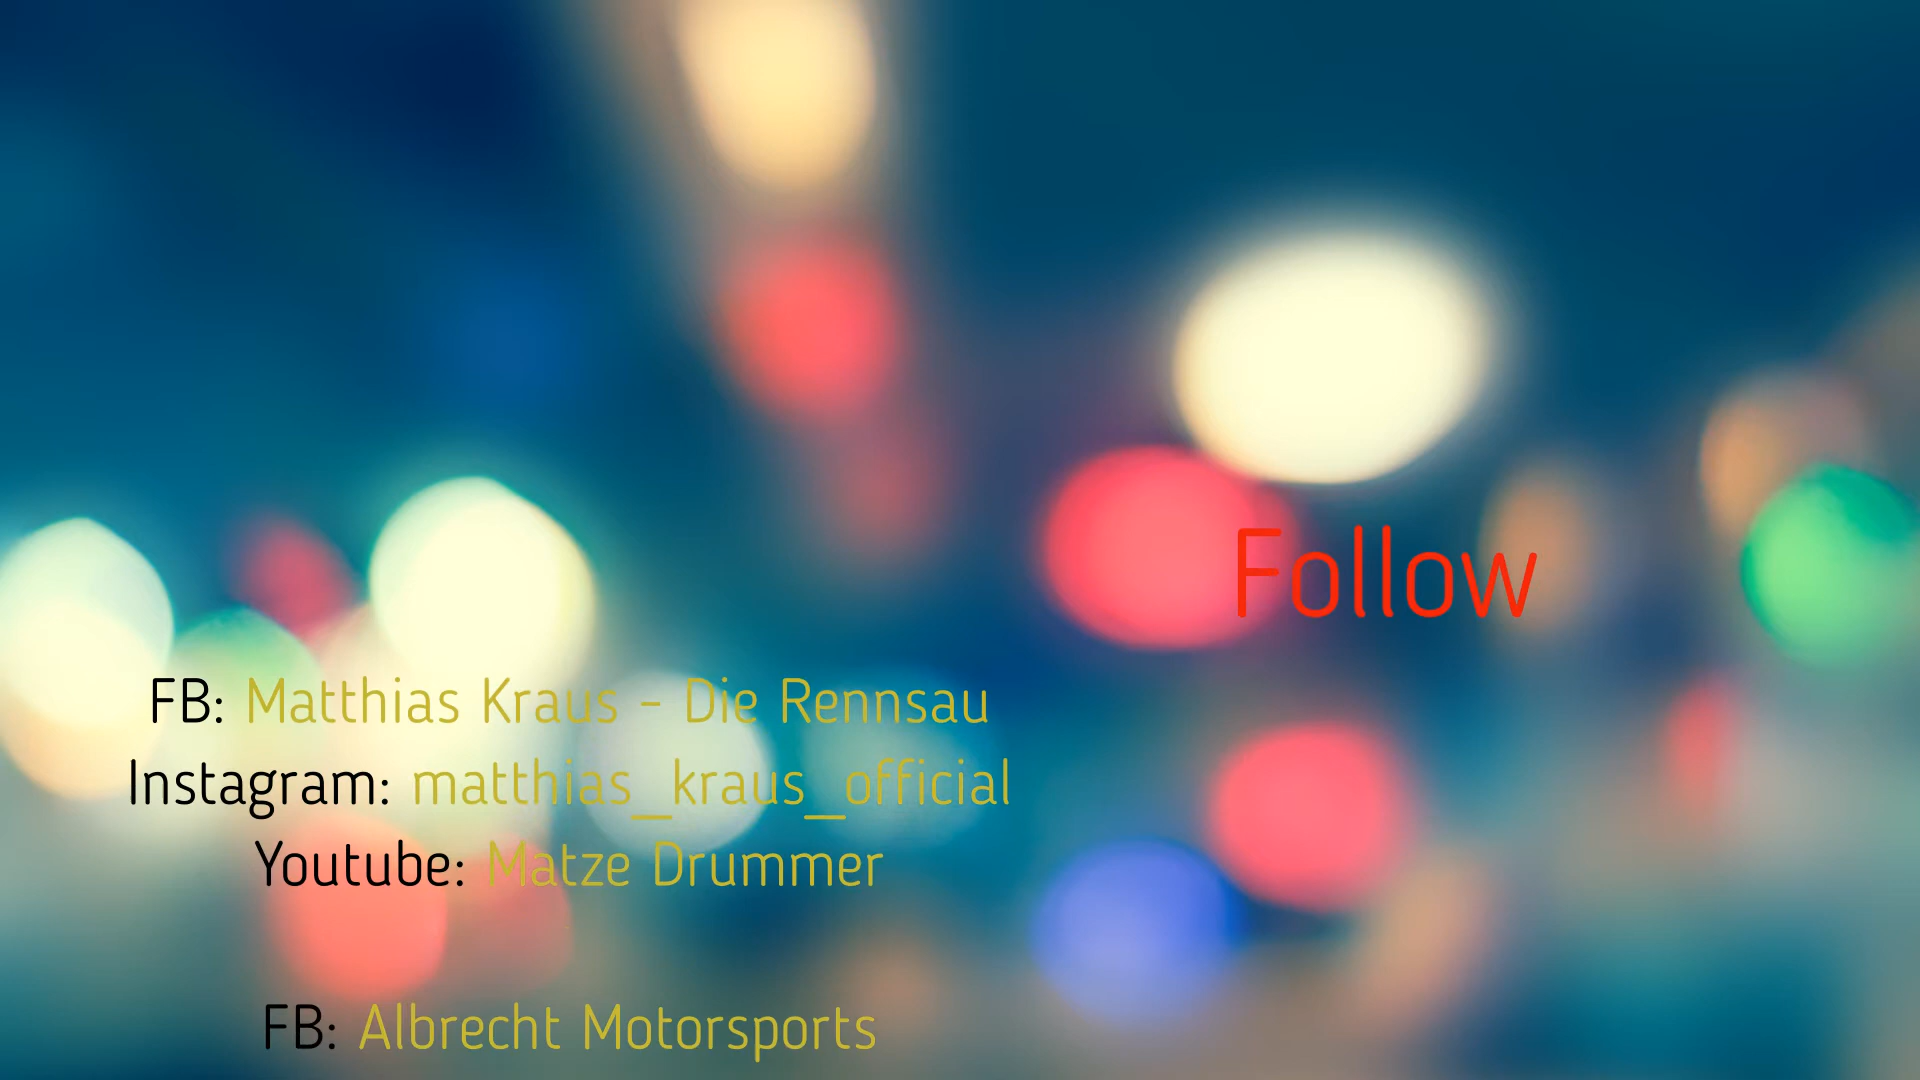 Follow
FB: Matthias Kraus - Die Rennsau
Instagram: matthias_kraus_official
Youtube: Matze Drummer
FB: Albrecht Motorsports